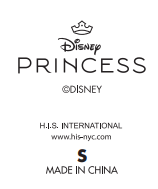 Disney
PRINCESS
©DISNEY
H.I.S. INTERNATIONAL
www.his-nyc.com
S
MADE IN CHINA